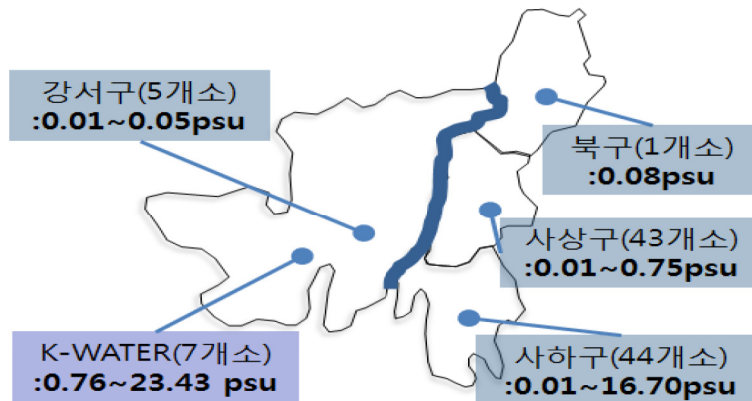 강서구(5개소)
:0.01~0.05psu
북구(1개소)
:0.08psu
사상구(43개소)
:0.01~0.75psu
K-WATER(7개소)
:0.76~23.43 psu
사하구(44개소)
:0.01~16.70psu